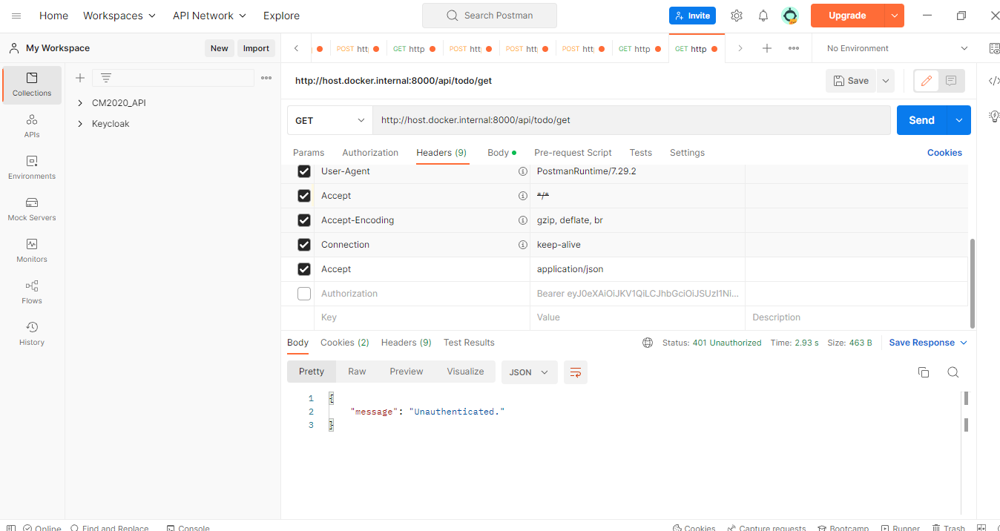 Home Workspaces API Network Explore Search Postman Invite Upgrade
My Workspace New Import POST htt GET http POST htt POST htt POST htt GET http GET http No Environment
http://host.docker.internal:8000/api/todo/get Save
Collections
CM2020_API
Keycloak
GET http://host.docker.internal:8000/api/todo/get Send
APIs
Params Authorization Headers (9) Body Pre-request Script Tests Settings Cookies
Environments
User-Agent PostmanRuntime/7.29.2
Accept */*
Mock Servers
Accept-Encoding gzip, deflate, br
Connection keep-alive
Monitors
Accept application/json
Authorization Bearer eyJ0eXAiOiJKV1QiLCJhbGciOiJSUzI1Ni...
Flows
Key Value Description
History
Body Cookies (2) Headers (9) Test Results Status: 401 Unauthorized Time: 2.93 s Size: 463 B Save Response
Pretty Raw Preview Visualize JSON
1 {
2 "message": "Unauthenticated."
3 }
Online Find and Replace Console Cookies Capture requests Bootcamp Runner Trash